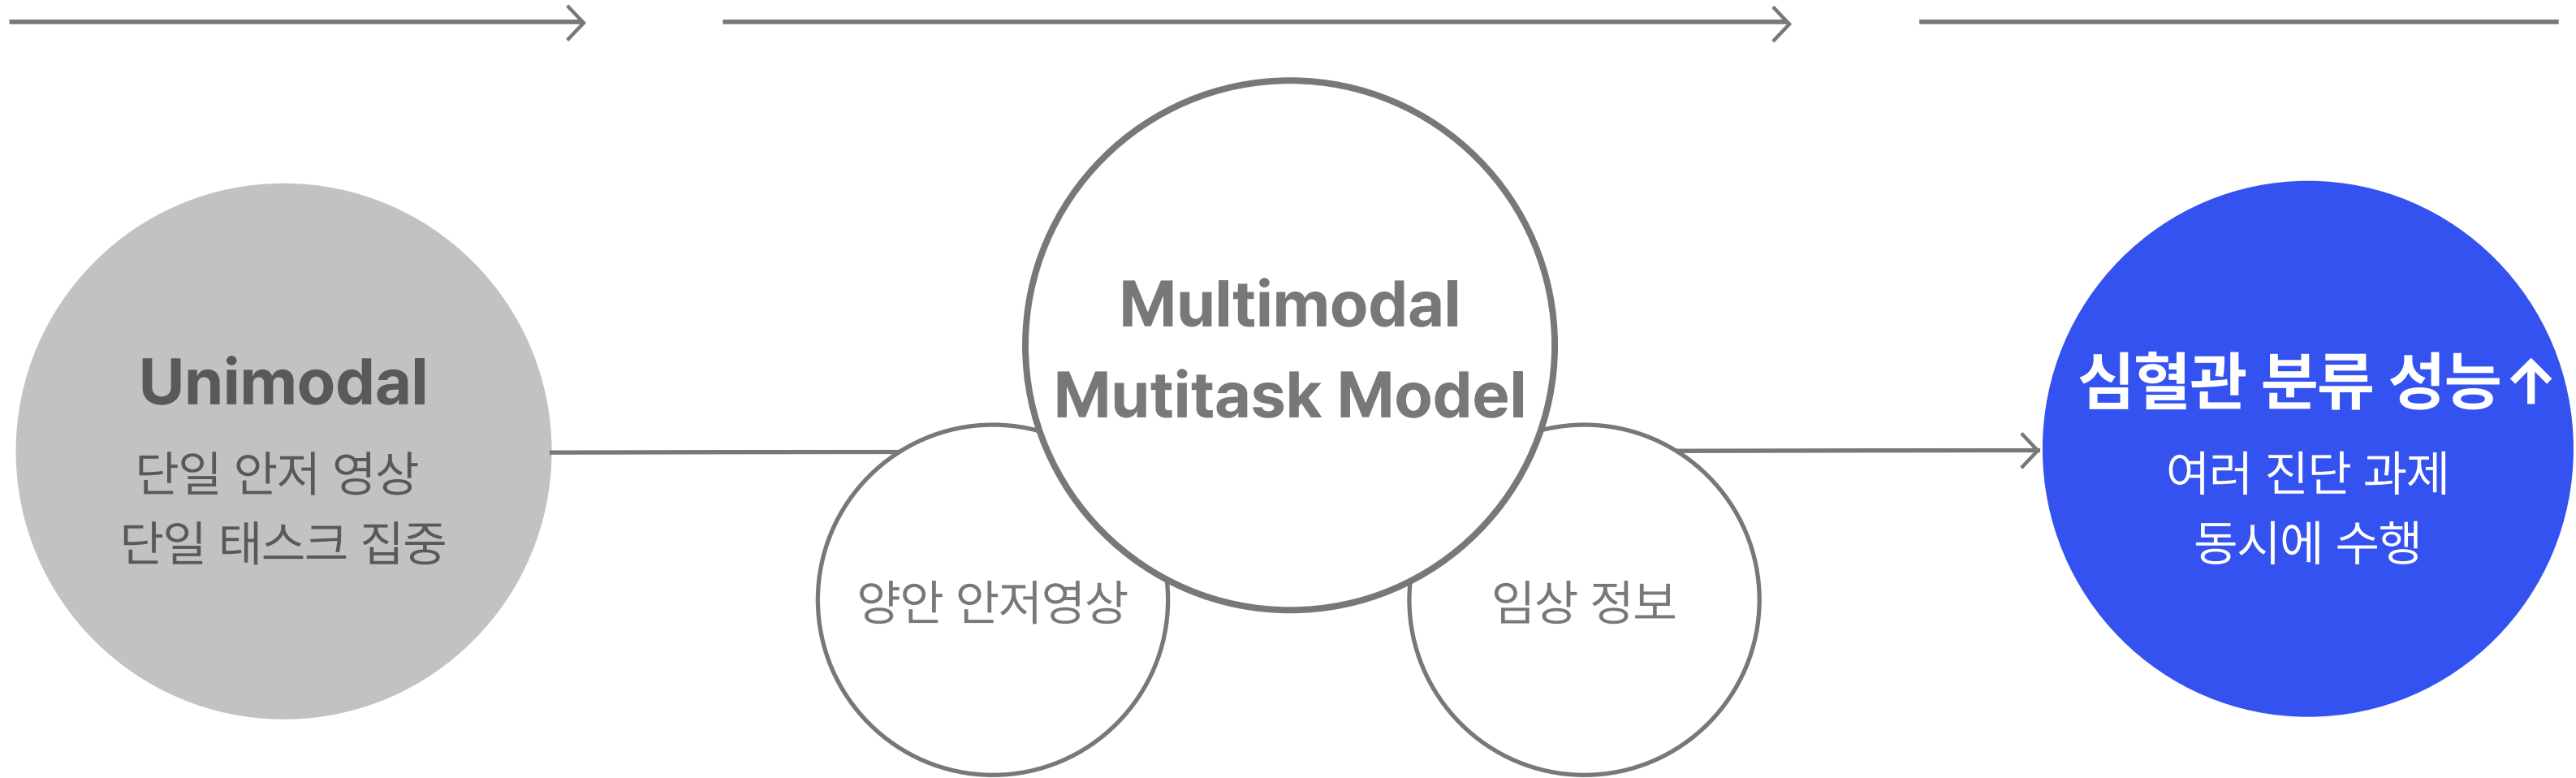 Unimodal
단일 안저 영상
단일 태스크 집중
Multimodal
Mutitask Model
양안 안저영상
임상 정보
심혈관 분류 성능↑
여러 진단 과제
동시에 수행